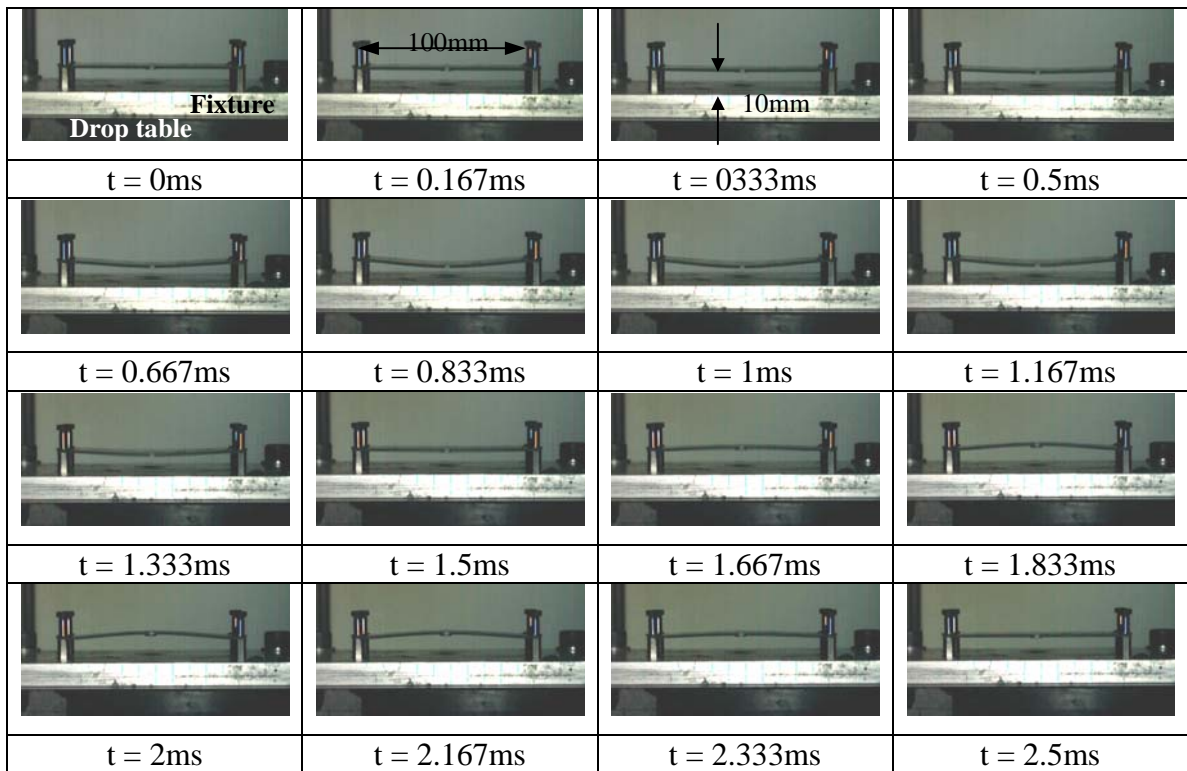 100mm
10mm
Fixture
Drop table
t = 0ms
t = 0.167ms
t = 0333ms
t = 0.5ms
t = 0.667ms
t = 0.833ms
t = 1ms
t = 1.167ms
t = 1.333ms
t = 1.5ms
t = 1.667ms
t = 1.833ms
t = 2ms
t = 2.167ms
t = 2.333ms
t = 2.5ms